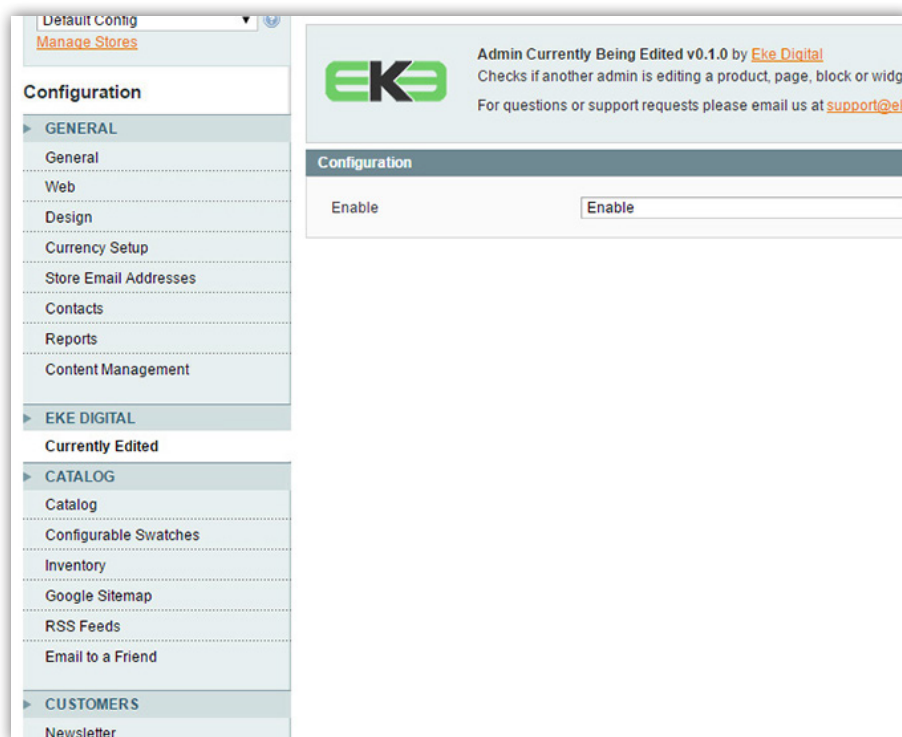 Default Config
Manage Stores
Configuration
GENERAL
General
Web
Design
Currency Setup
Store Email Addresses
Contacts
Reports
Content Management
EKE DIGITAL
Currently Edited
CATALOG
Catalog
Configurable Swatches
Inventory
Google Sitemap
RSS Feeds
Email to a Friend
CUSTOMERS
Newsletter
EKE
Admin Currently Being Edited v0.1.0 by Eke Digital
Checks if another admin is editing a product, page, block or
For questions or support requests please email us at
Configuration
Enable
Enable